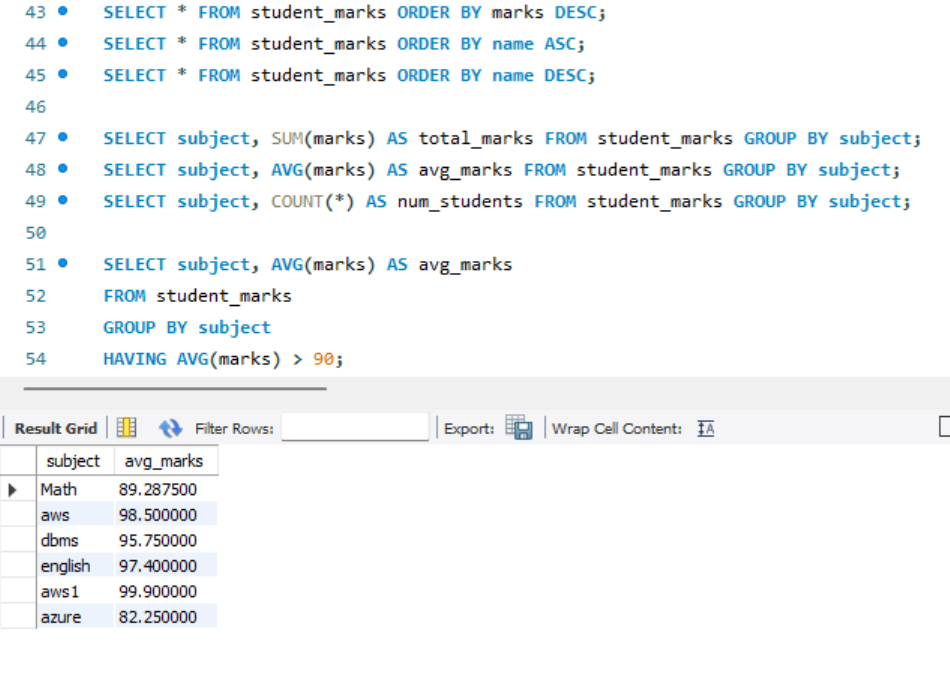 43 SELECT * FROM student_marks ORDER BY marks DESC;
44 SELECT * FROM student_marks ORDER BY name ASC;
45 SELECT * FROM student_marks ORDER BY name DESC;
46
47 SELECT subject, SUM(marks) AS total_marks FROM student_marks GROUP BY subject;
48 SELECT subject, AVG(marks) AS avg_marks FROM student_marks GROUP BY subject;
49 SELECT subject, COUNT(*) AS num_students FROM student_marks GROUP BY subject;
50
51 SELECT subject, AVG(marks) AS avg_marks
52 FROM student_marks
53 GROUP BY subject
54 HAVING AVG(marks) > 90;
Result Grid Filter Rows: Export: Wrap Cell Content: IA
subject avg_marks
Math 89.287500
aws 98.500000
dbms 95.750000
english 97.400000
aws1 99.900000
azure 82.250000